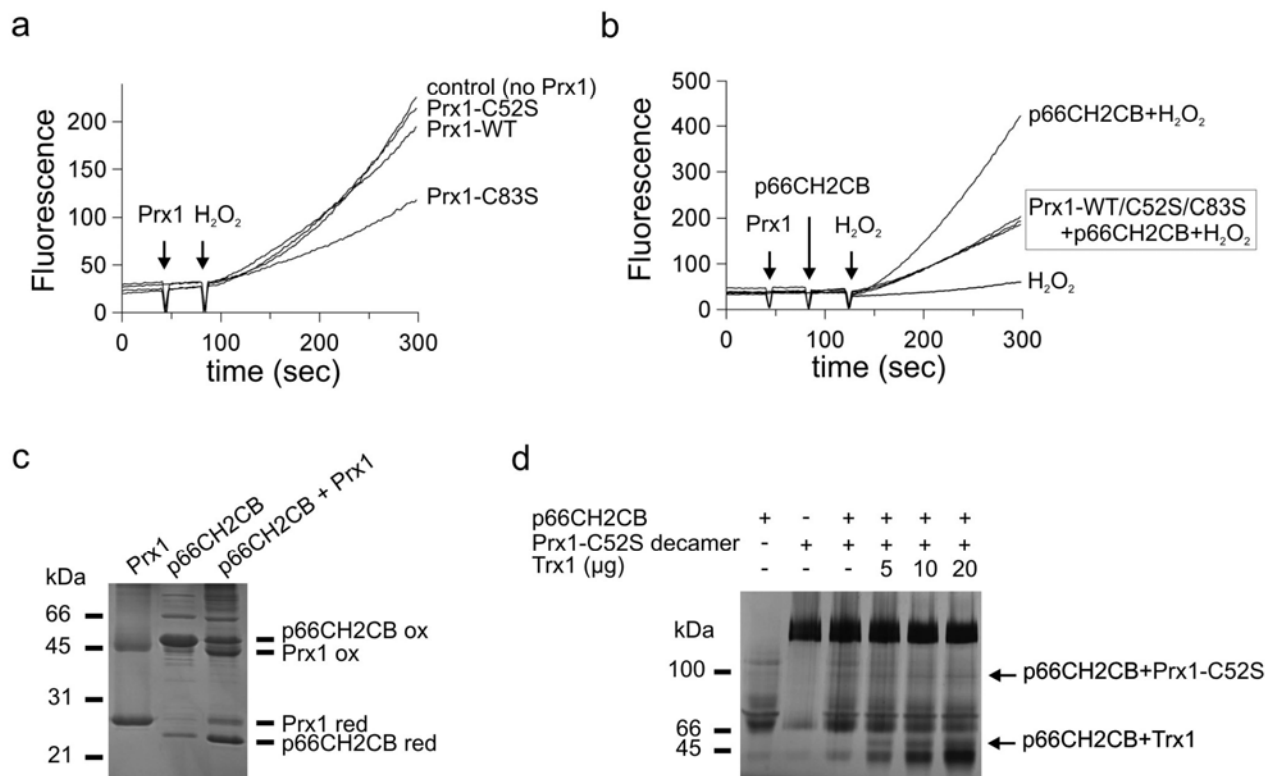 a
Fluorescence
200
150
100
50
0
Prx1
H₂O₂
control (no Prx1)
Prx1-C52S
Prx1-WT
Prx1-C83S
0 100 200 300
time (sec)
b
Fluorescence
500
400
300
200
100
0
Prx1
p66CH2CB
H₂O₂
p66CH2CB+H₂O₂
Prx1-WT/C52S/C83S
+p66CH2CB+H₂O₂
H₂O₂
0 100 200 300
time (sec)
c
Prx1
p66CH2CB
p66CH2CB + Prx1
kDa
66
45
31
21
p66CH2CB ox
Prx1 ox
Prx1 red
p66CH2CB red
d
p66CH2CB + - + + + +
Prx1-C52S decamer - + + + + +
Trx1 (μg) - - - 5 10 20
kDa
100
66
45
p66CH2CB+Prx1-C52S
p66CH2CB+Trx1